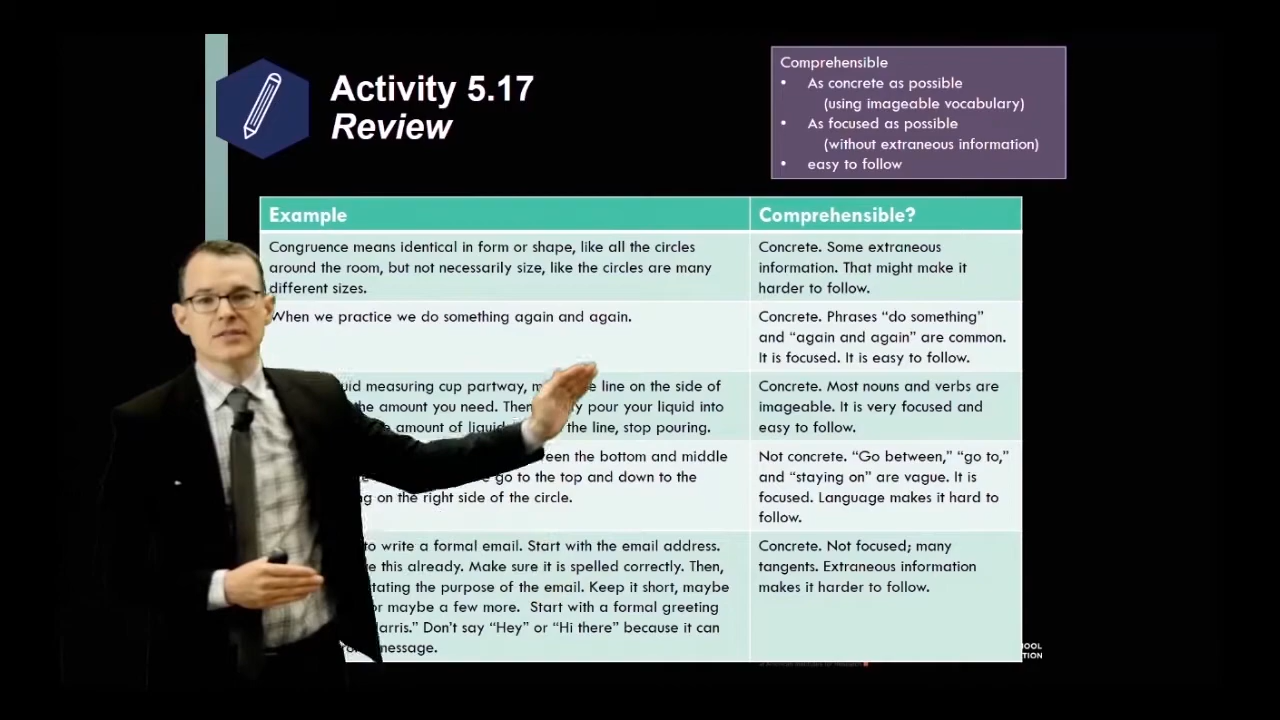 Activity 5.17
Review
Comprehensible
• As concrete as possible
(using imageable vocabulary)
• As focused as possible
(without extraneous information)
• easy to follow
Example
Comprehensible?
Congruence means identical in form or shape, like all the circles
around the room, but not necessarily size, like the circles are many
different sizes.
Concrete. Some extraneous
information. That might make it
harder to follow.
When we practice we do something again and again.
Concrete. Phrases “do something”
and “again and again” are common.
It is focused. It is easy to follow.
measuring cup partway, line on the side of
the amount you need. pour your liquid into
amount of liquid the line, stop pouring.
Concrete. Most nouns and verbs are
imageable. It is very focused and
easy to follow.
the bottom and middle
go to the top and down to the
on the right side of the circle.
Not concrete. “Go between,” “go to,”
and “staying on” are vague. It is
focused. Language makes it hard to
follow.
to write a formal email. Start with the email address.
this already. Make sure it is spelled correctly. Then,
the purpose of the email. Keep it short, maybe
or maybe a few more. Start with a formal greeting
Don’t say “Hey” or “Hi there” because it can
message.
Concrete. Not focused; many
tangents. Extraneous information
makes it harder to follow.